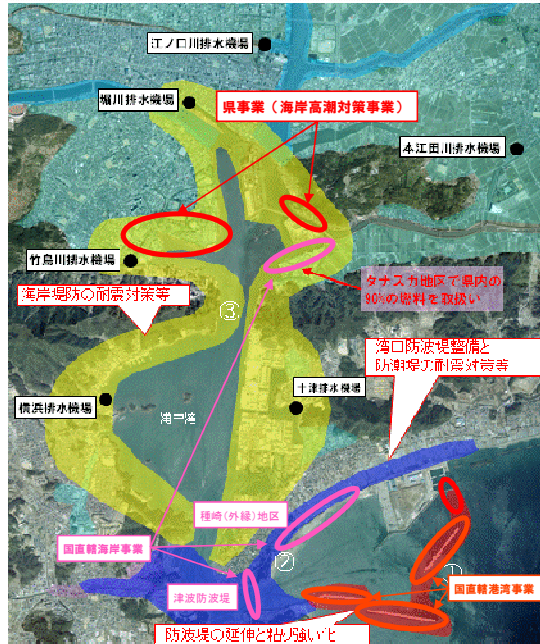 江ノ口川排水機場
堀川排水機場
県事業（海岸高潮対策事業）
本江田川排水機場
竹島川排水機場
海岸堤防の耐震対策等
タナスカ地区で県内の
90%の燃料を取扱い
③
湾口防波堤整備と
防潮堤の耐震対策等
横浜排水機場
浦戸湾
十津排水機場
種崎（外縁）地区
国直轄海岸事業
②
①
津波防波堤
国直轄港湾事業
防波堤の延伸と粘り強い化